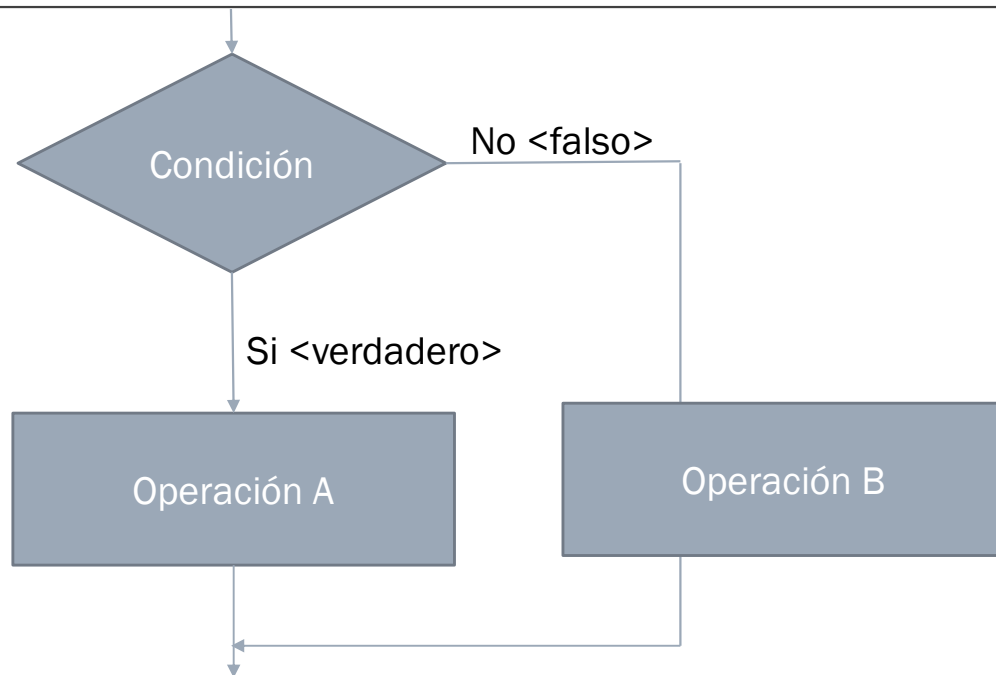 Condición
No <falso>
Si <verdadero>
Operación A
Operación B